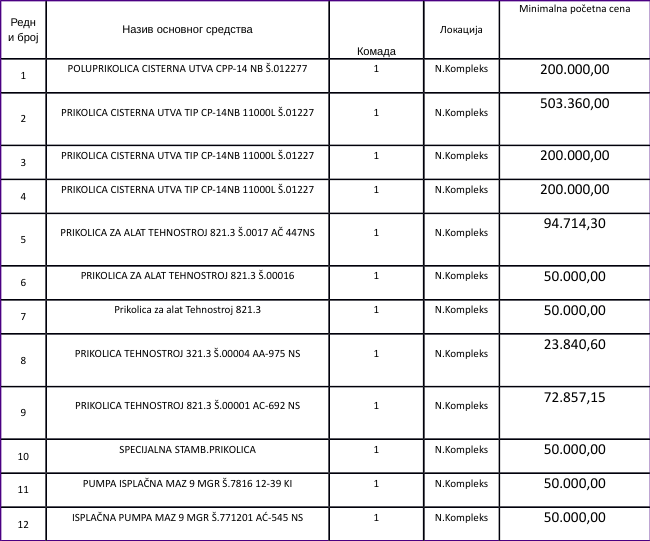 Редн
и број
Назив основног средства
Комада
Локација
Minimalna početna cena
1 POLUPRIKOLICA CISTERNA UTVA CPP-14 NB Š.012277 1 N.Kompleks 200.000,00
2 PRIKOLICA CISTERNA UTVA TIP CP-14NB 11000L Š.01227 1 N.Kompleks 503.360,00
3 PRIKOLICA CISTERNA UTVA TIP CP-14NB 11000L Š.01227 1 N.Kompleks 200.000,00
4 PRIKOLICA CISTERNA UTVA TIP CP-14NB 11000L Š.01227 1 N.Kompleks 200.000,00
5 PRIKOLICA ZA ALAT TEHNOSTROJ 821.3 Š.0017 AČ 447NS 1 N.Kompleks 94.714,30
6 PRIKOLICA ZA ALAT TEHNOSTROJ 821.3 Š.00016 1 N.Kompleks 50.000,00
7 Prikolica za alat Tehnostroj 821.3 1 N.Kompleks 50.000,00
8 PRIKOLICA TEHNOSTROJ 321.3 Š.00004 AA-975 NS 1 N.Kompleks 23.840,60
9 PRIKOLICA TEHNOSTROJ 821.3 Š.00001 AC-692 NS 1 N.Kompleks 72.857,15
10 SPECIJALNA STAMB.PRIKOLICA 1 N.Kompleks 50.000,00
11 PUMPA ISPLAČNA MAZ 9 MGR Š.7816 12-39 KI 1 N.Kompleks 50.000,00
12 ISPLAČNA PUMPA MAZ 9 MGR Š.771201 AĆ-545 NS 1 N.Kompleks 50.000,00